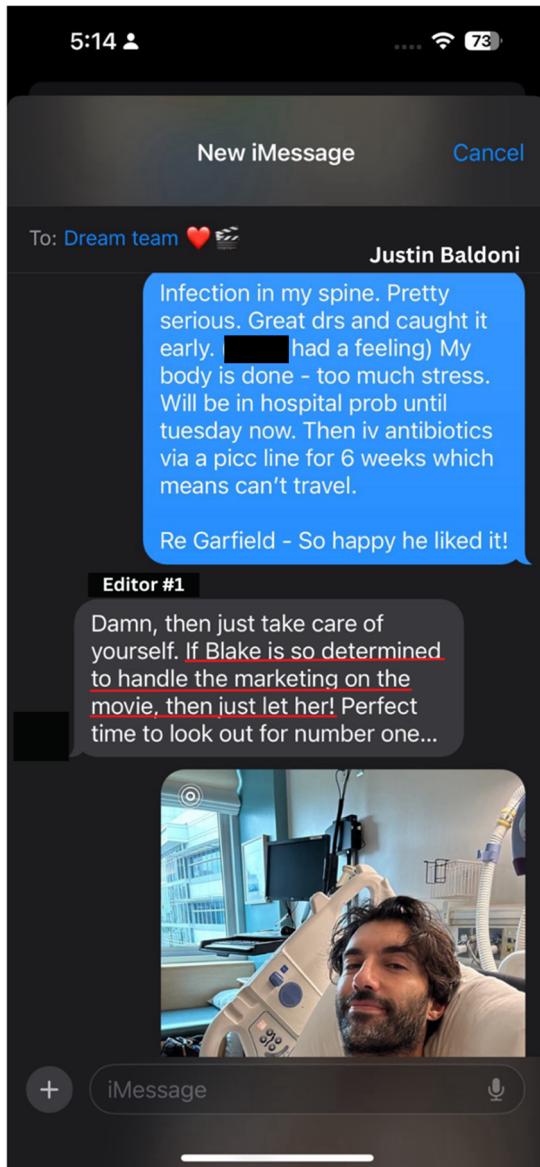 5:14
73
New iMessage
Cancel
To: Dream team ❤️🎬
Justin Baldoni
Infection in my spine. Pretty
serious. Great drs and caught it
early. ( had a feeling) My
body is done - too much stress.
Will be in hospital prob until
tuesday now. Then iv antibiotics
via a picc line for 6 weeks which
means can't travel.
Re Garfield - So happy he liked it!
Editor #1
Damn, then just take care of
yourself. If Blake is so determined
to handle the marketing on the
movie, then just let her! Perfect
time to look out for number one...
iMessage